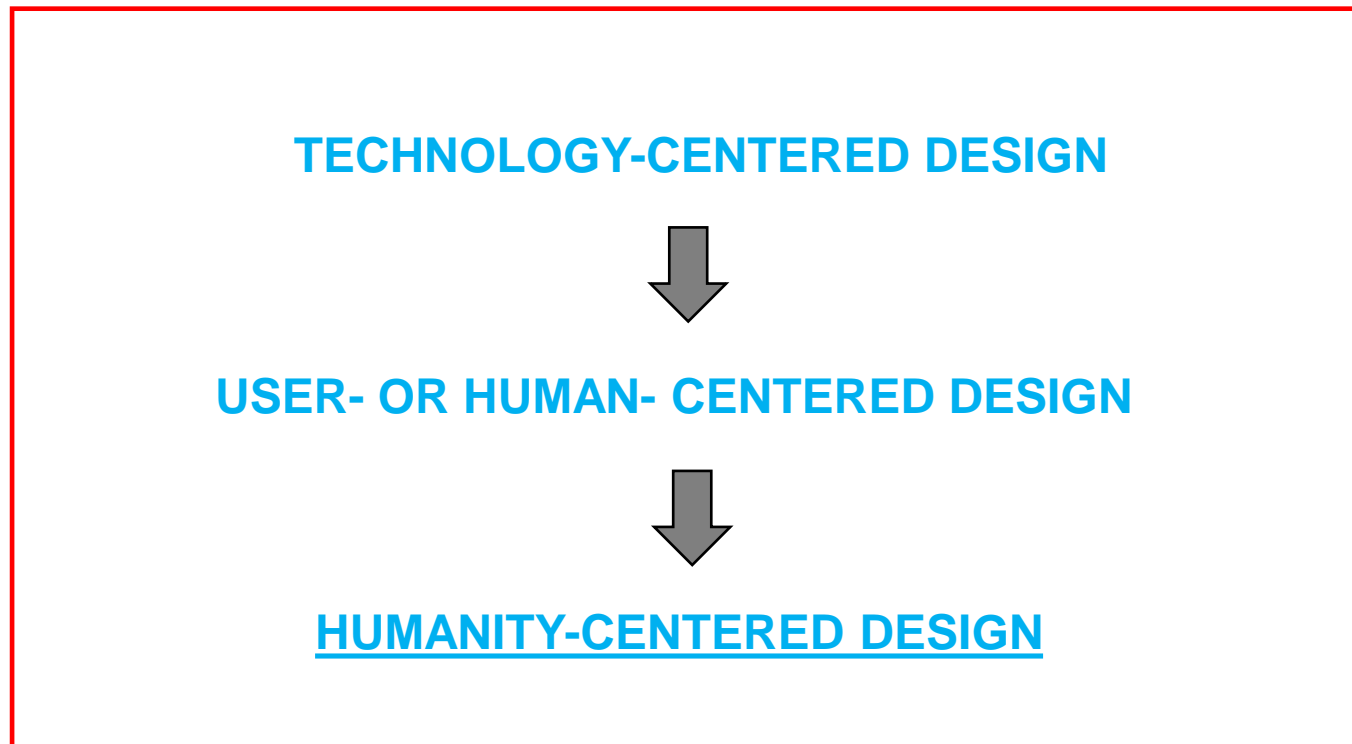 TECHNOLOGY-CENTERED DESIGN
USER- OR HUMAN- CENTERED DESIGN
HUMANITY-CENTERED DESIGN